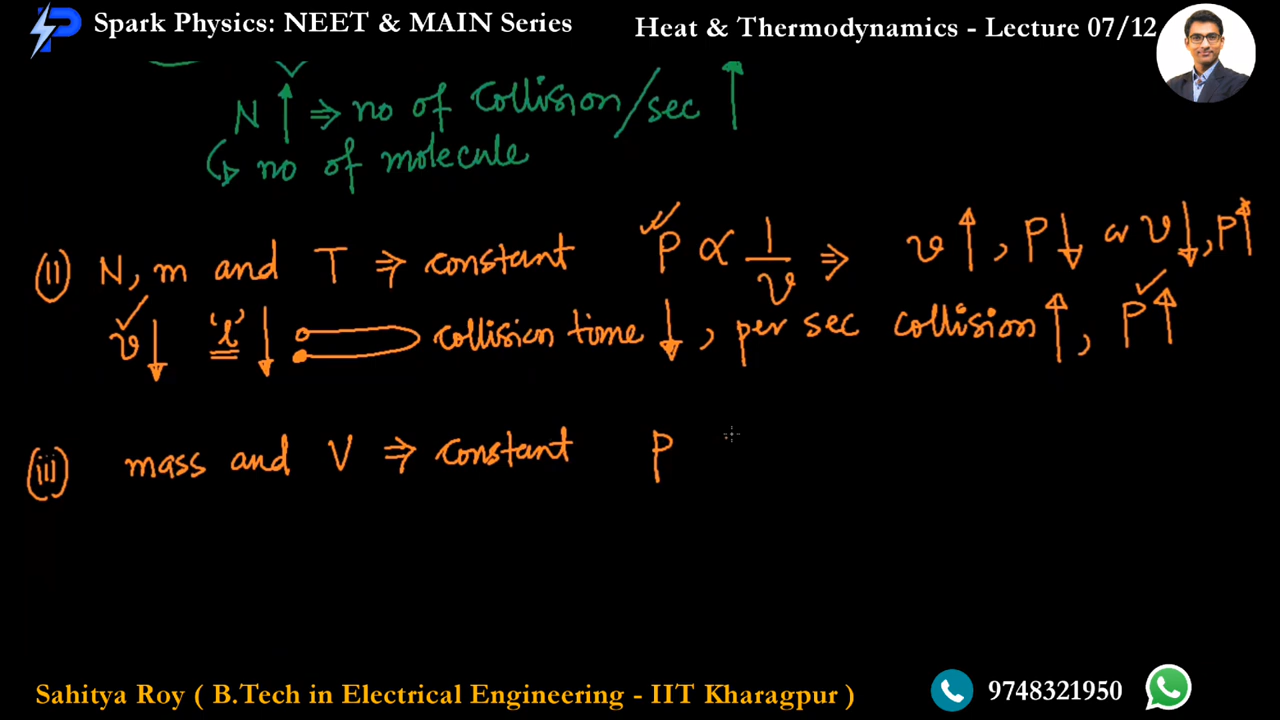 Spark Physics: NEET & MAIN Series
Heat & Thermodynamics - Lecture 07/12
N ↑ ⇒ no of collision/sec ↑
↳ no of molecule
(ii) N, m and T ⇒ constant P ∝ 1/v ⇒ v ↑, P ↓ or v ↓, P ↑
v ↓ 'l' ↓ collision time ↓, per sec collision ↑, P ↑
(iii) mass and V ⇒ constant P
Sahitya Roy ( B.Tech in Electrical Engineering - IIT Kharagpur )
9748321950